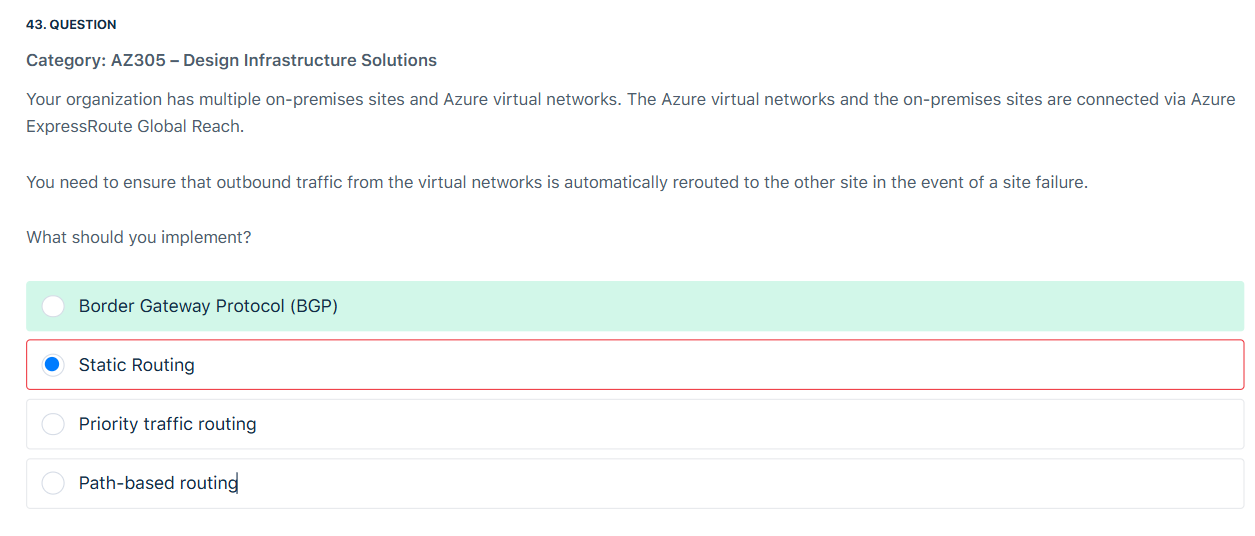 43. QUESTION
Category: AZ305 – Design Infrastructure Solutions
Your organization has multiple on-premises sites and Azure virtual networks. The Azure virtual networks and the on-premises sites are connected via Azure
ExpressRoute Global Reach.
You need to ensure that outbound traffic from the virtual networks is automatically rerouted to the other site in the event of a site failure.
What should you implement?
Border Gateway Protocol (BGP)
Static Routing
Priority traffic routing
Path-based routing